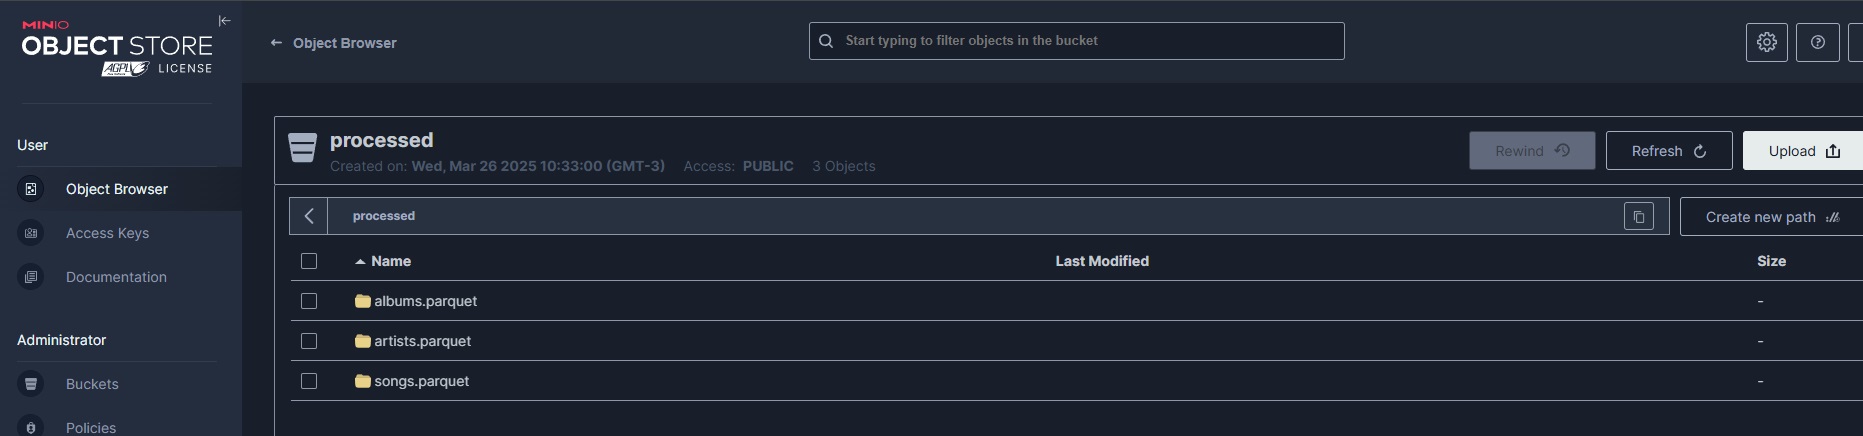 MINIO
OBJECT STORE
AGPL v3 LICENSE
User
Object Browser
Access Keys
Documentation
Administrator
Buckets
Policies
← Object Browser
Start typing to filter objects in the bucket
processed
Created on: Wed, Mar 26 2025 10:33:00 (GMT-3) Access: PUBLIC 3 Objects
Rewind
Refresh
Upload
processed
Create new path
Name Last Modified Size
albums.parquet -
artists.parquet -
songs.parquet -